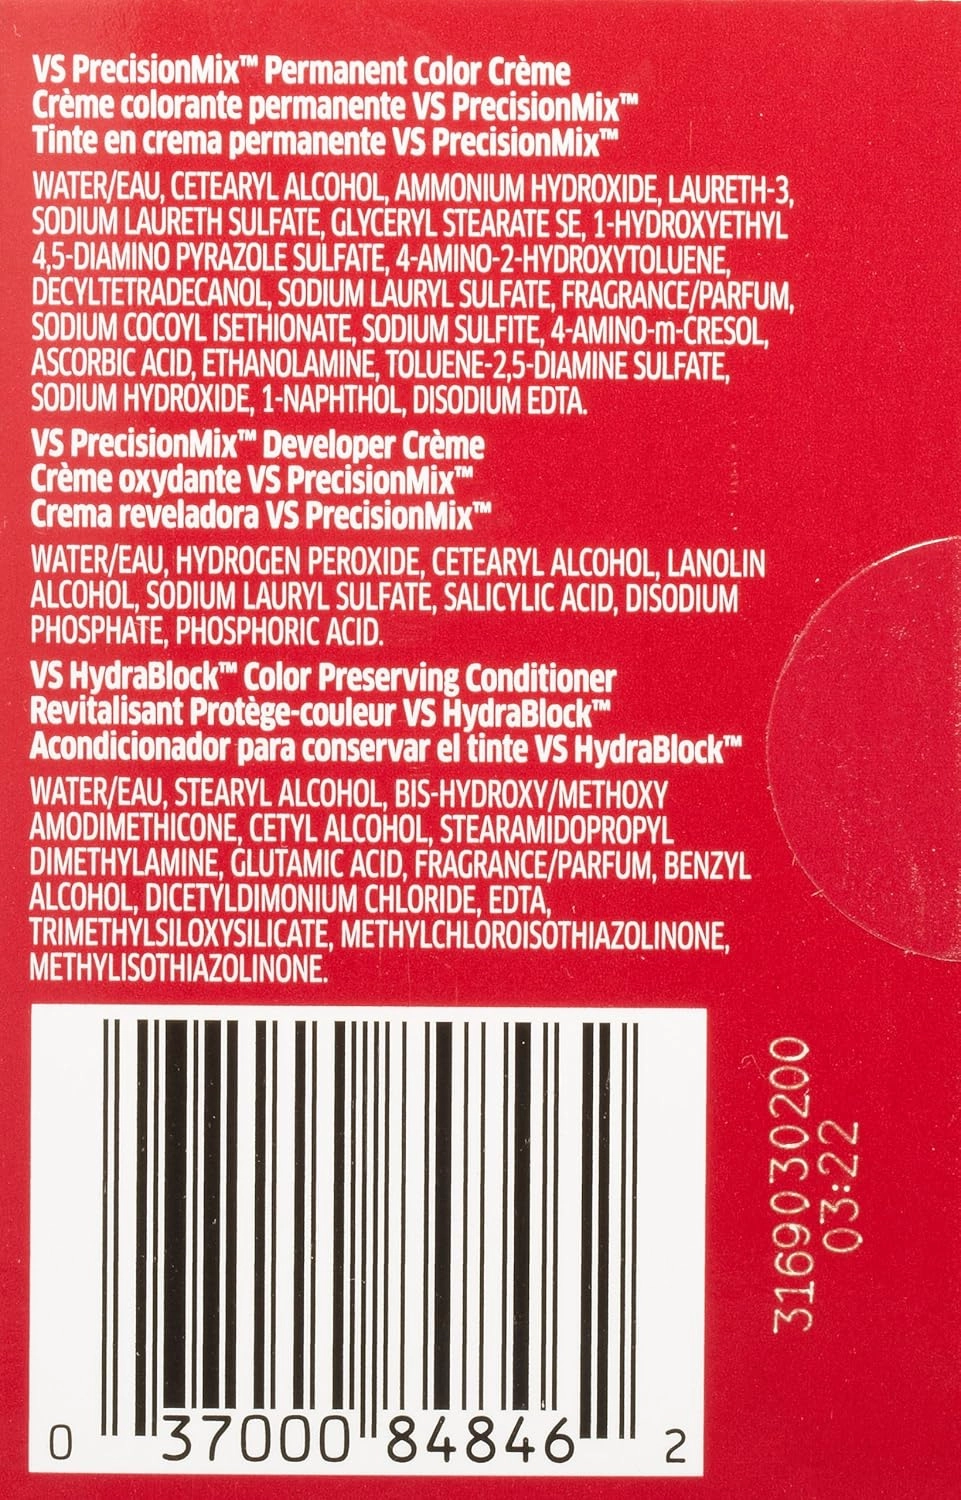 VS PrecisionMix™ Permanent Color Crème
Crème colorante permanente VS PrecisionMix™
Tinte en crema permanente VS PrecisionMix™
WATER/EAU, CETEARYL ALCOHOL, AMMONIUM HYDROXIDE, LAURETH-3,
SODIUM LAURETH SULFATE, GLYCERYL STEARATE SE, 1-HYDROXYETHYL
4,5-DIAMINO PYRAZOLE SULFATE, 4-AMINO-2-HYDROXYTOLUENE,
DECYLTETRADECANOL, SODIUM LAURYL SULFATE, FRAGRANCE/PARFUM,
SODIUM COCOYL ISETHIONATE, SODIUM SULFITE, 4-AMINO-m-CRESOL,
ASCORBIC ACID, ETHANOLAMINE, TOLUENE-2,5-DIAMINE SULFATE,
SODIUM HYDROXIDE, 1-NAPHTHOL, DISODIUM EDTA.
VS PrecisionMix™ Developer Crème
Crème oxydante VS PrecisionMix™
Crema reveladora VS PrecisionMix™
WATER/EAU, HYDROGEN PEROXIDE, CETEARYL ALCOHOL, LANOLIN
ALCOHOL, SODIUM LAURYL SULFATE, SALICYLIC ACID, DISODIUM
PHOSPHATE, PHOSPHORIC ACID.
VS HydraBlock™ Color Preserving Conditioner
Revitalisant Protège-couleur VS HydraBlock™
Acondicionador para conservar el tinte VS HydraBlock™
WATER/EAU, STEARYL ALCOHOL, BIS-HYDROXY/METHOXY
AMODIMETHICONE, CETYL ALCOHOL, STEARAMIDOPROPYL
DIMETHYLAMINE, GLUTAMIC ACID, FRAGRANCE/PARFUM, BENZYL
ALCOHOL, DICETYLDIMONIUM CHLORIDE, EDTA,
TRIMETHYLSILOXYSILICATE, METHYLCHLOROISOTHIAZOLINONE,
METHYLISOTHIAZOLINONE.
0 37000 84846 2
3169030200
03:22